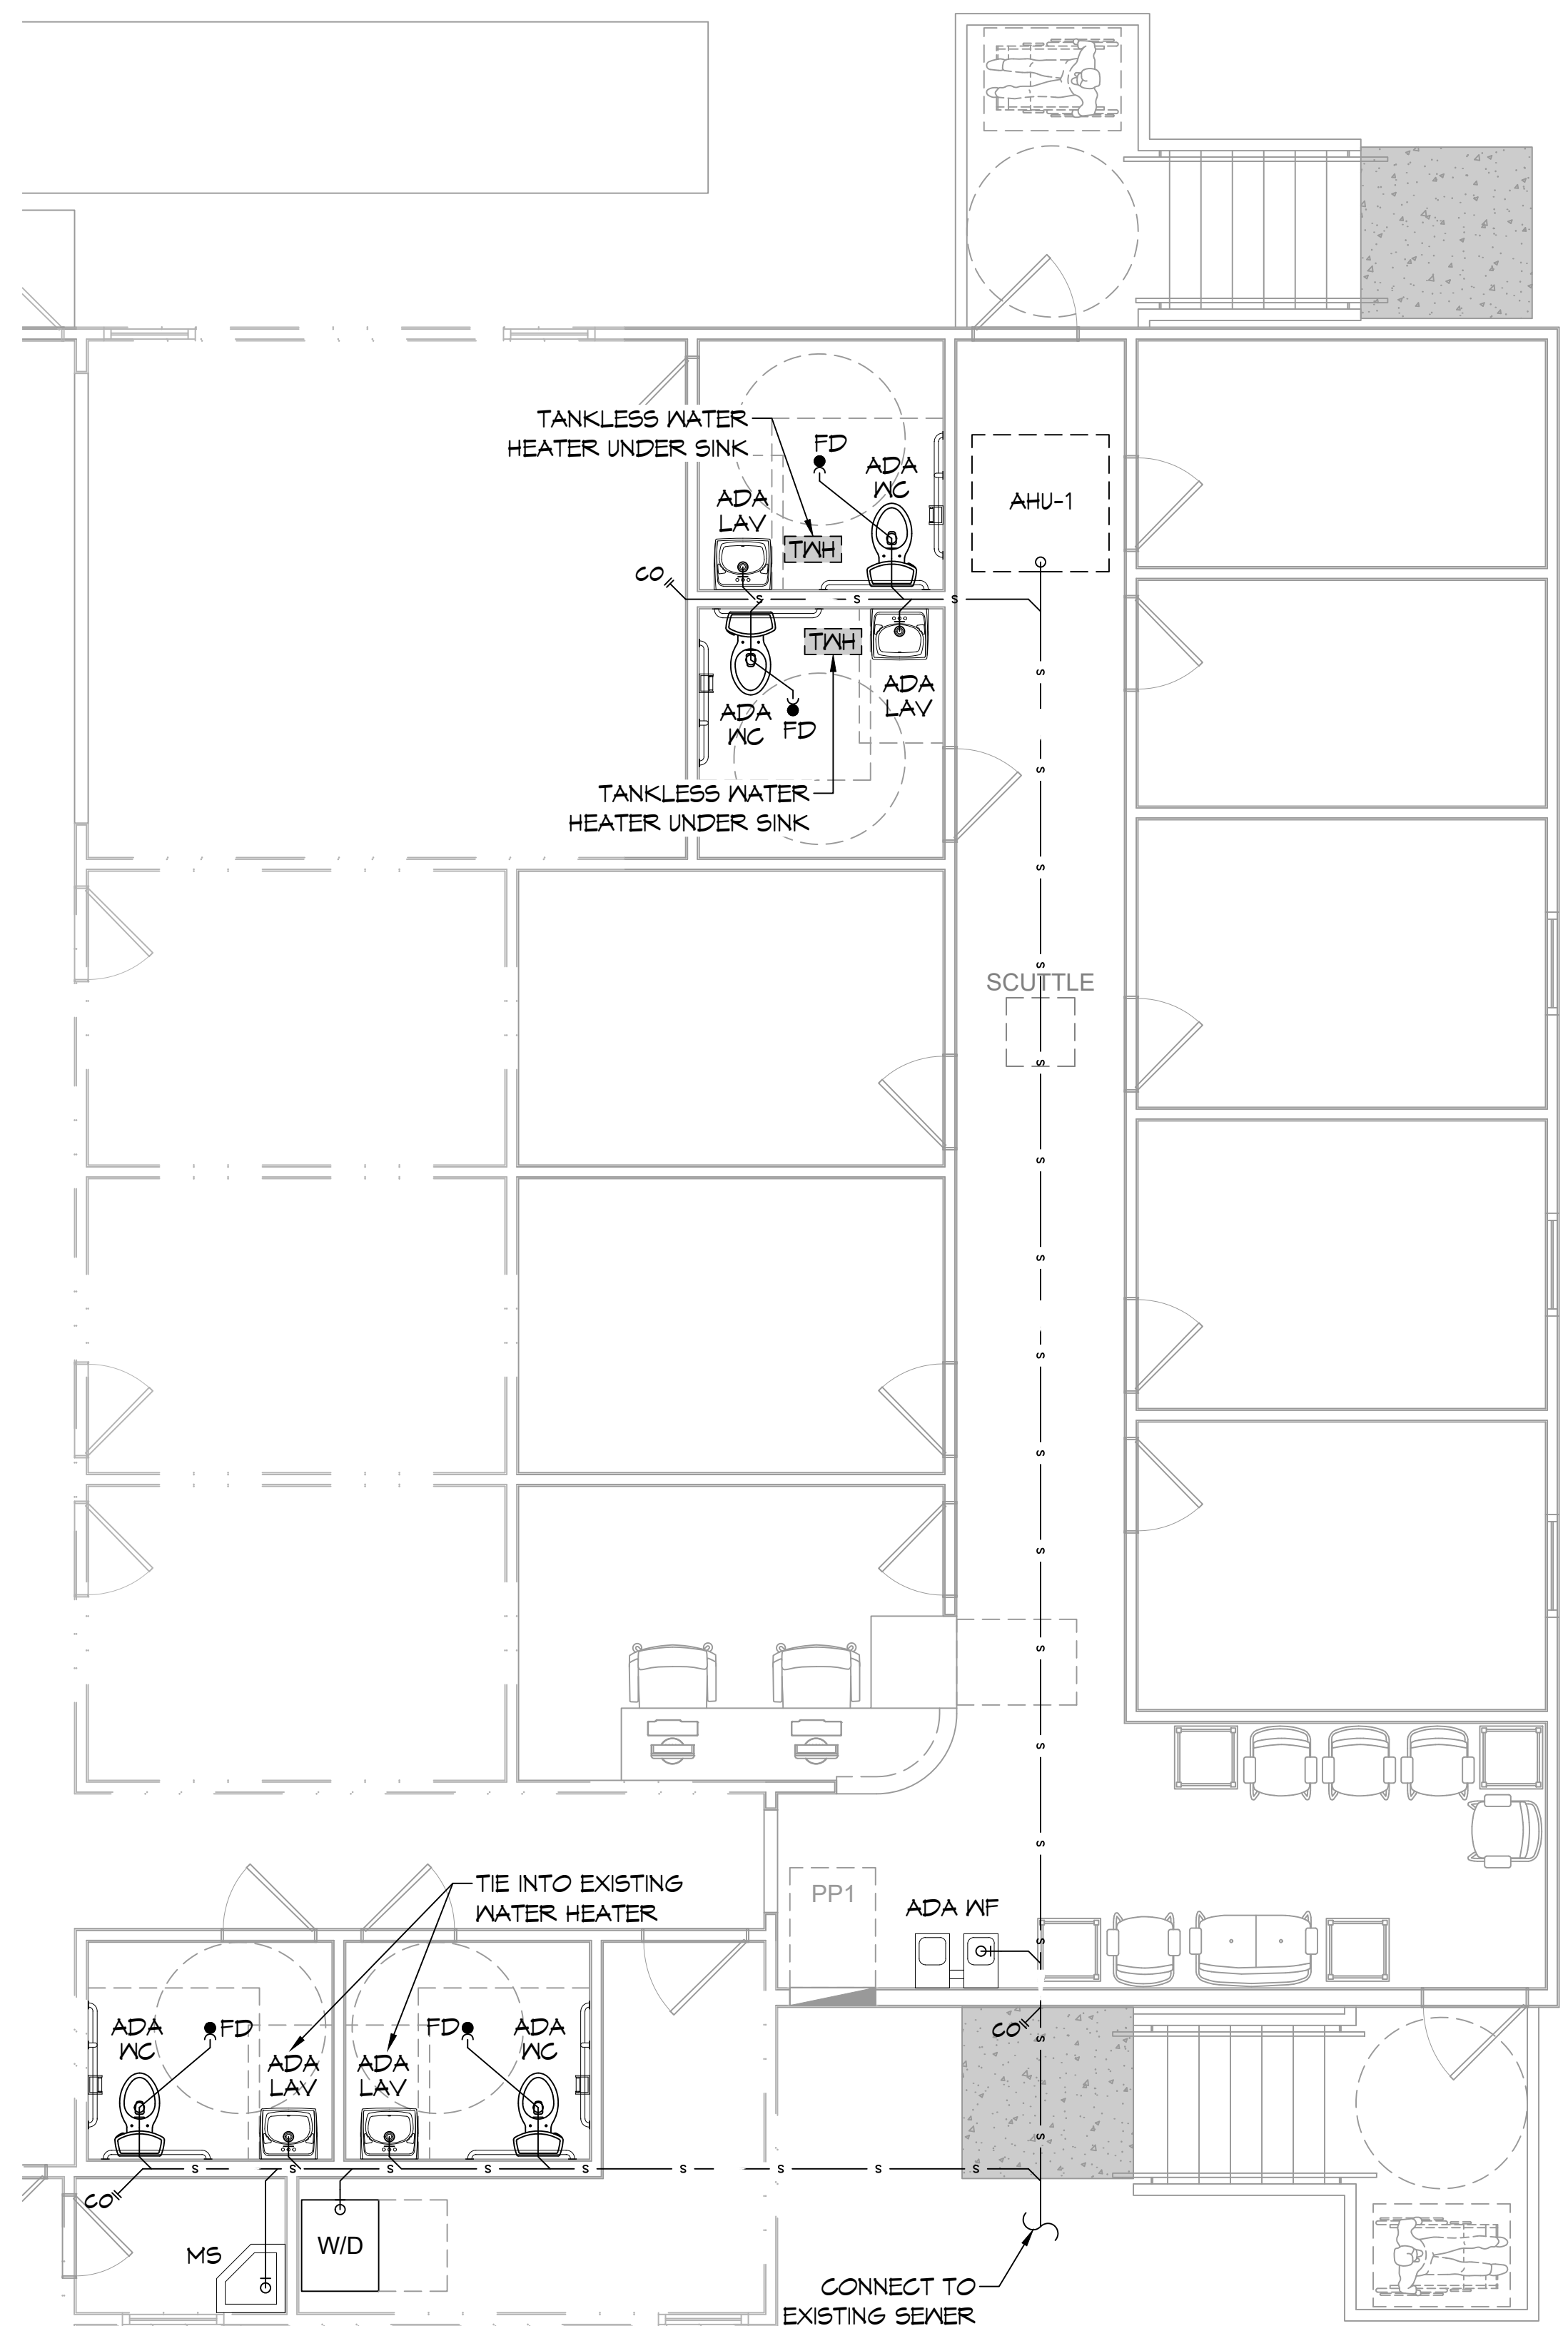 TANKLESS WATER
HEATER UNDER SINK
FD
ADA
WC
ADA
LAV
TWH
AHU-1
CO
S
S
S
TWH
S
ADA
LAV
ADA
WC
FD
S
TANKLESS WATER
HEATER UNDER SINK
S
S
SCUTTLE
S
S
S
S
S
S
S
S
S
TIE INTO EXISTING
WATER HEATER
PP1
ADA WF
S
CO
S
ADA
WC
FD
ADA
LAV
FD
ADA
LAV
ADA
WC
S
S
S
S
S
S
S
S
S
S
CO
MS
W/D
CONNECT TO
EXISTING SEWER